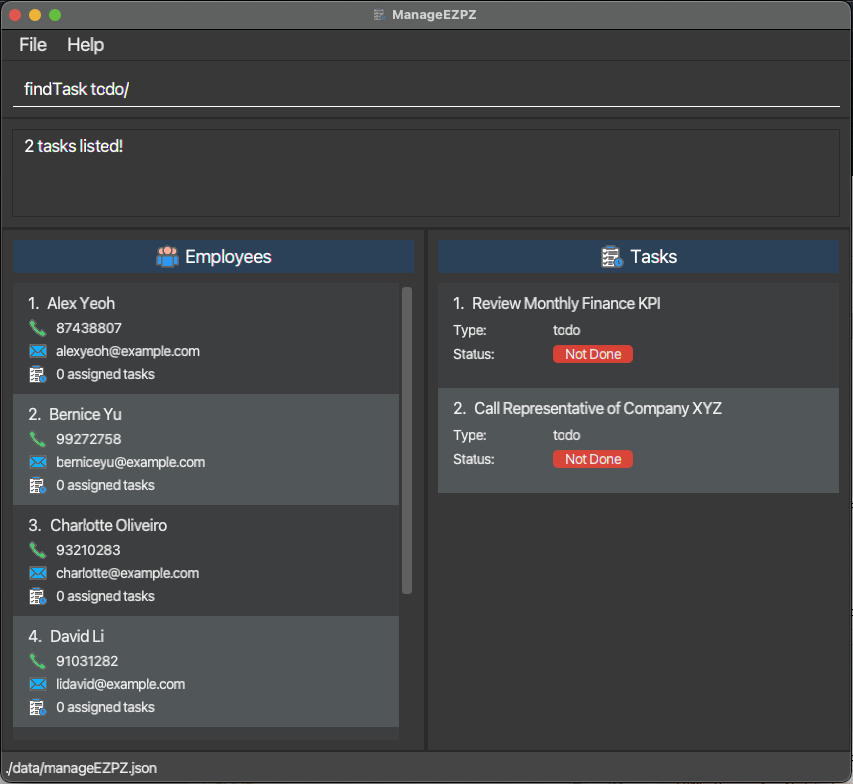 ManageEZPZ
File Help
findTask todo/
2 tasks listed!
Employees
1. Alex Yeoh
87438807
alexyeoh@example.com
0 assigned tasks
2. Bernice Yu
99272758
berniceyu@example.com
0 assigned tasks
3. Charlotte Oliveiro
93210283
charlotte@example.com
0 assigned tasks
4. David Li
91031282
lidavid@example.com
0 assigned tasks
Tasks
1. Review Monthly Finance KPI
Type: todo
Status: Not Done
2. Call Representative of Company XYZ
Type: todo
Status: Not Done
./data/manageEZPZ.json